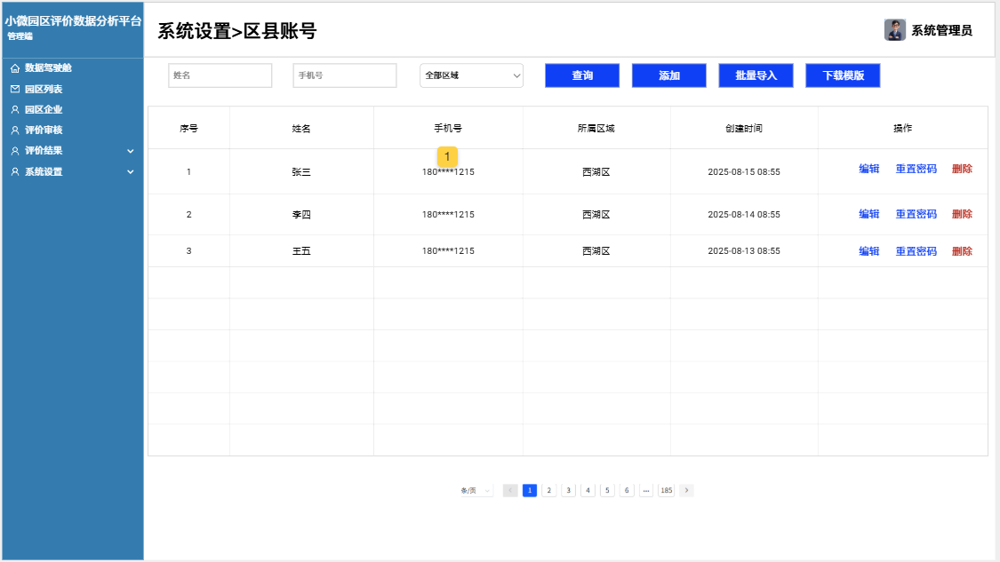 小微园区评价数据分析平台
管理端
数据驾驶舱
园区列表
园区企业
评价审核
评价结果
系统设置
系统设置>区县账号
系统管理员
姓名 手机号 全部区域 查询 添加 批量导入 下载模版
序号 姓名 手机号 所属区域 创建时间 操作
1
1 张三 180****1215 西湖区 2025-08-15 08:55 编辑 重置密码 删除
2 李四 180****1215 西湖区 2025-08-14 08:55 编辑 重置密码 删除
3 王五 180****1215 西湖区 2025-08-13 08:55 编辑 重置密码 删除
条/页 1 2 3 4 5 6 ... 185